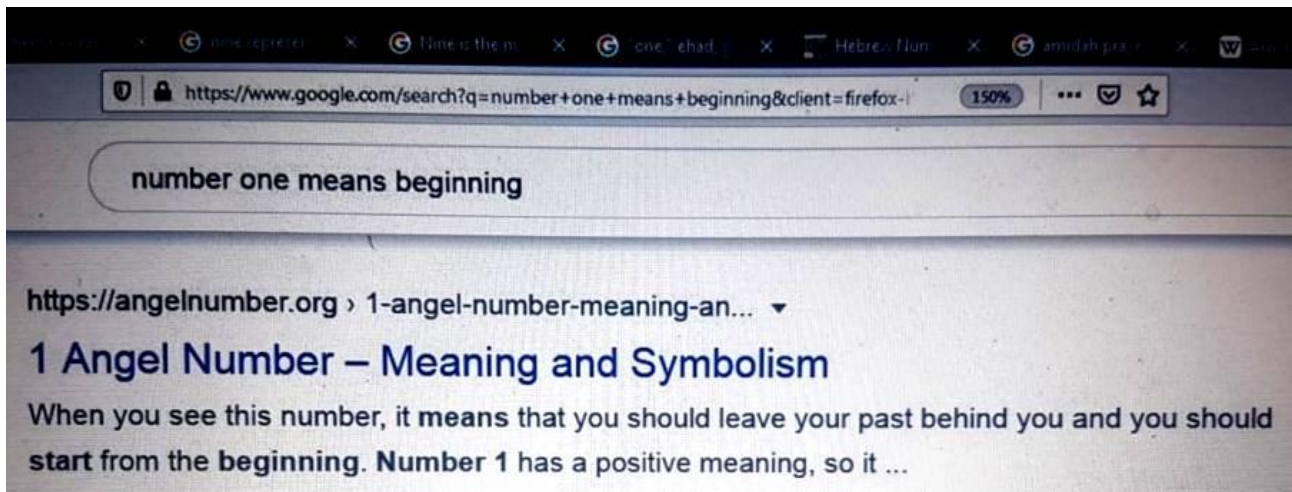 "one," ehad,
https://www.google.com/search?q=number+one+means+beginning&client=firefox-
150%
number one means beginning
https://angelnumber.org › 1-angel-number-meaning-an...
1 Angel Number – Meaning and Symbolism
When you see this number, it means that you should leave your past behind you and you should
start from the beginning. Number 1 has a positive meaning, so it ...